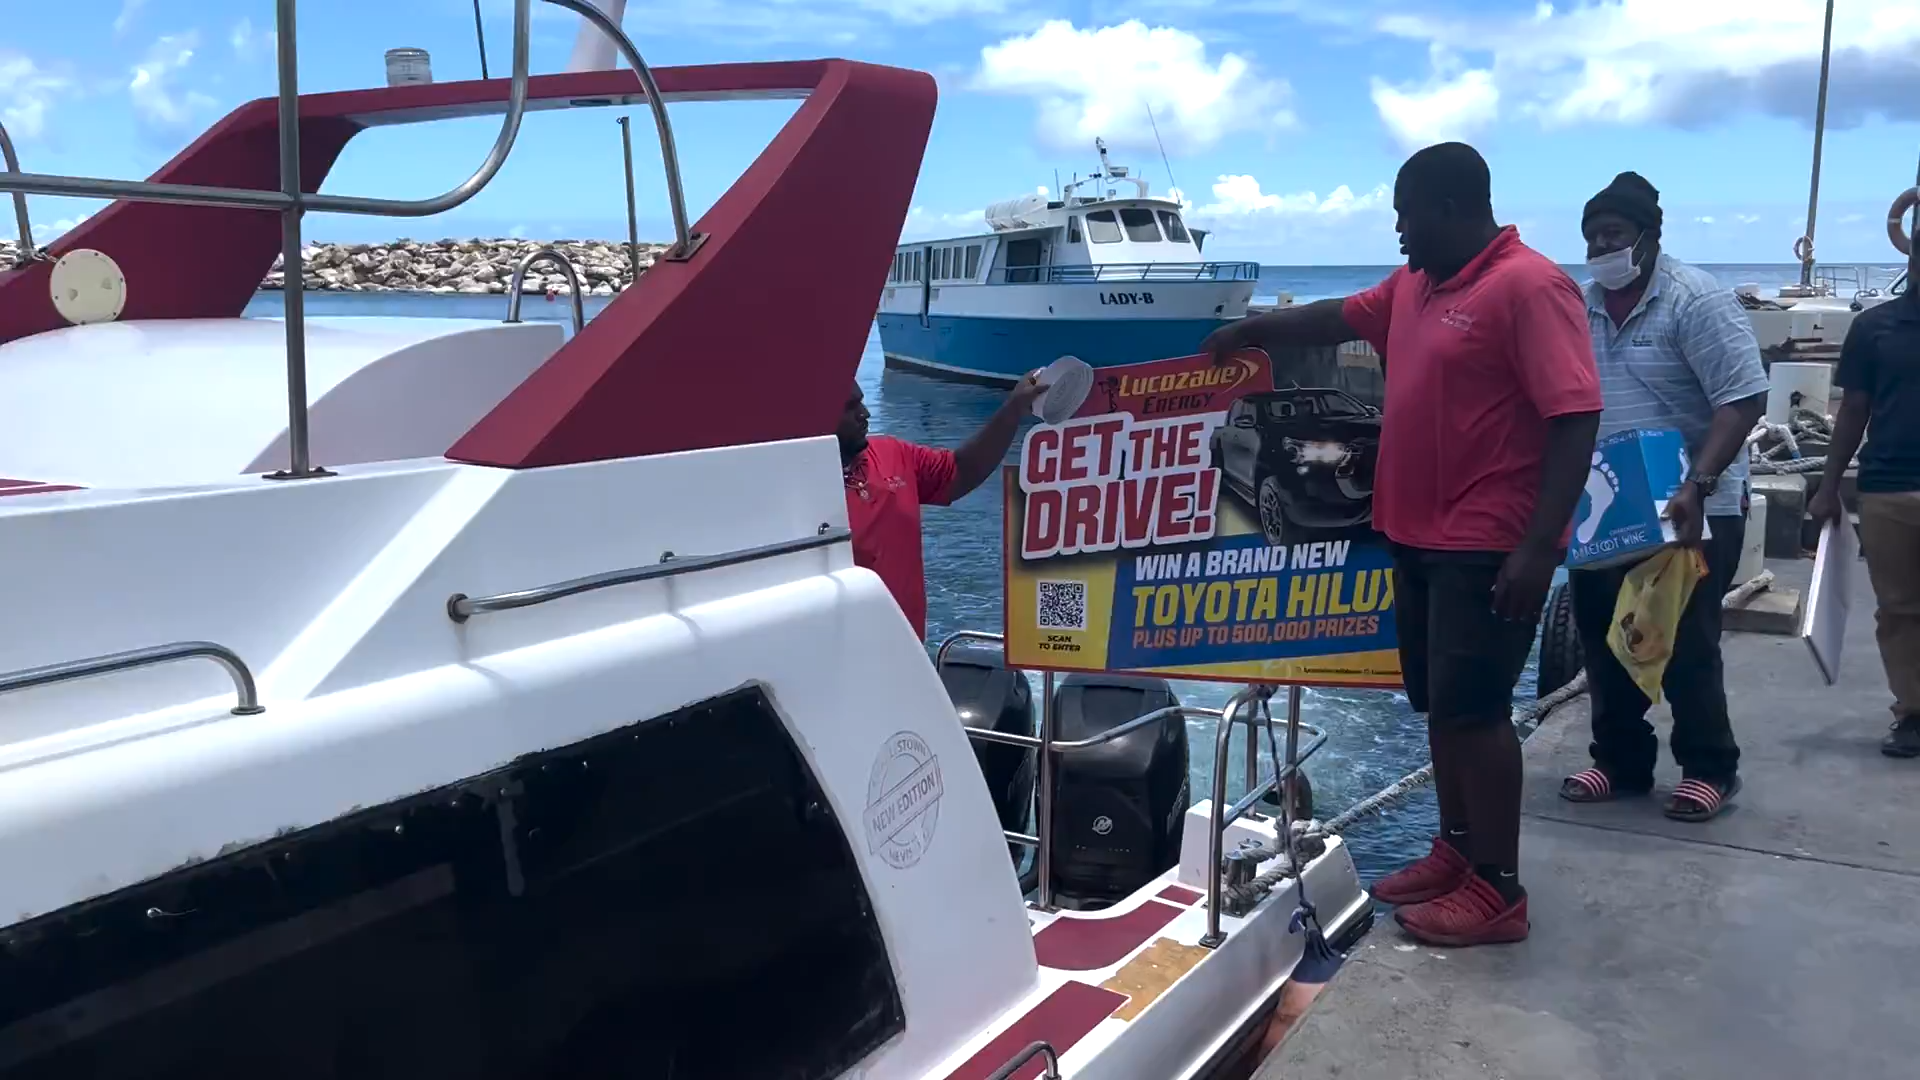 LADY-B
LUCOZADE
ENERGY
GET THE
DRIVE!
WIN A BRAND NEW
TOYOTA HILUX
PLUS UP TO 500,000 PRIZES
SCAN
TO ENTER
BAREFOOT WINE
NEW EDITION
NEVIS